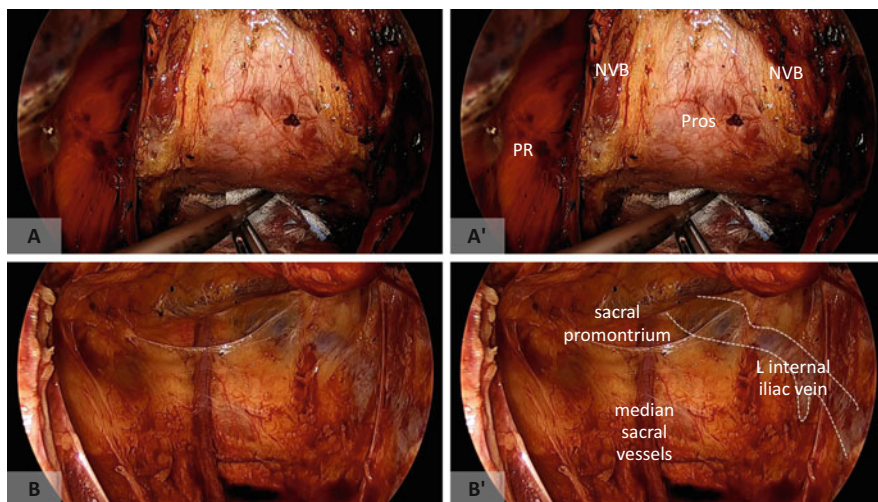 NVB
NVB
Pros
PR
A
A'
sacral
promontrium
L internal
iliac vein
median
sacral
vessels
B
B'